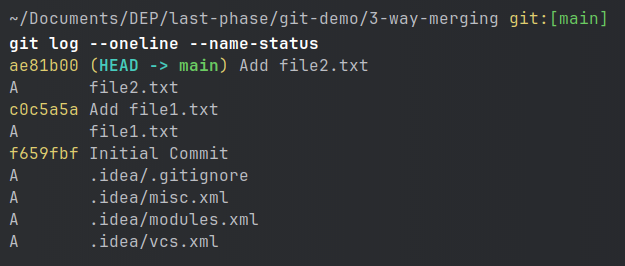 ~/Documents/DEP/last-phase/git-demo/3-way-merging git:[main]
git log --oneline --name-status
ae81b00 (HEAD -> main) Add file2.txt
A       file2.txt
c0c5a5a Add file1.txt
A       file1.txt
f659fbf Initial Commit
A       .idea/.gitignore
A       .idea/misc.xml
A       .idea/modules.xml
A       .idea/vcs.xml